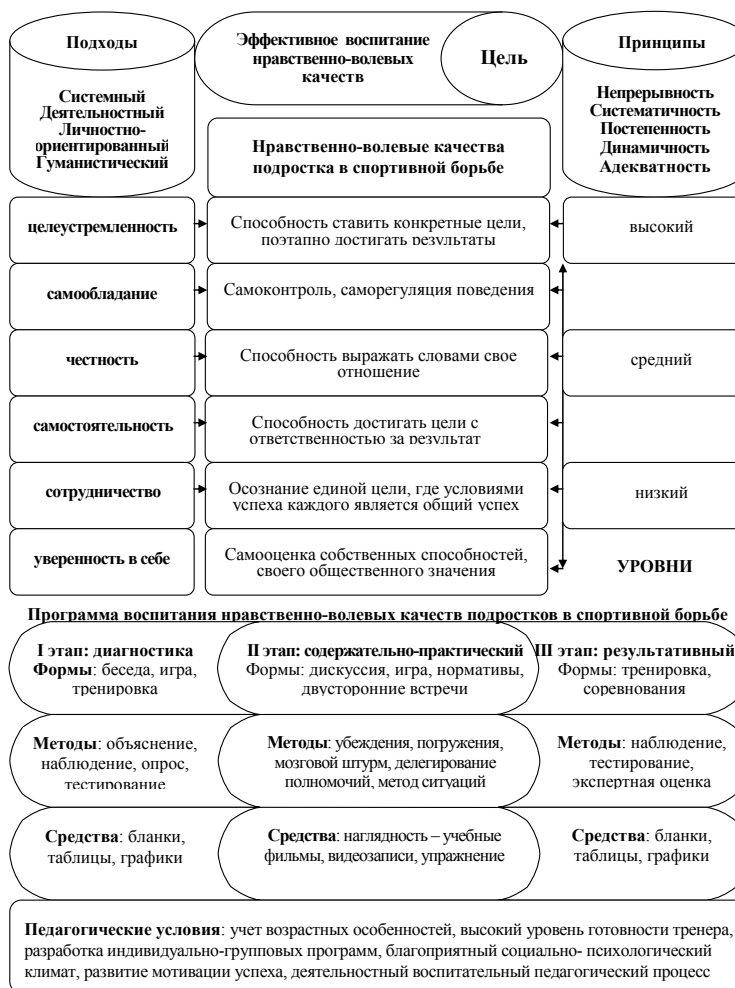 Подходы
Системный
Деятельностный
Личностно-
ориентированный
Гуманистический
Эффективное воспитание
нравственно-волевых
качеств
Цель
Принципы
Непрерывность
Систематичность
Постепенность
Динамичность
Адекватность
Нравственно-волевые качества
подростка в спортивной борьбе
целеустремленность
Способность ставить конкретные цели,
поэтапно достигать результаты
высокий
самообладание
Самоконтроль, саморегуляция поведения
честность
Способность выражать словами свое
отношение
средний
самостоятельность
Способность достигать цели с
ответственностью за результат
сотрудничество
Осознание единой цели, где условиями
успеха каждого является общий успех
низкий
уверенность в себе
Самооценка собственных способностей,
своего общественного значения
УРОВНИ
Программа воспитания нравственно-волевых качеств подростков в спортивной борьбе
I этап: диагностика
Формы: беседа, игра,
тренировка
II этап: содержательно-практический
Формы: дискуссия, игра, нормативы,
двусторонние встречи
III этап: результативный
Формы: тренировка,
соревнования
Методы: объяснение,
наблюдение, опрос,
тестирование
Методы: убеждения, погружения,
мозговой штурм, делегирование
полномочий, метод ситуаций
Методы: наблюдение,
тестирование,
экспертная оценка
Средства: бланки,
таблицы, графики
Средства: наглядность – учебные
фильмы, видеозаписи, упражнение
Средства: бланки,
таблицы, графики
Педагогические условия: учет возрастных особенностей, высокий уровень готовности тренера,
разработка индивидуально-групповых программ, благоприятный социально- психологический
климат, развитие мотивации успеха, деятельностный воспитательный педагогический процесс